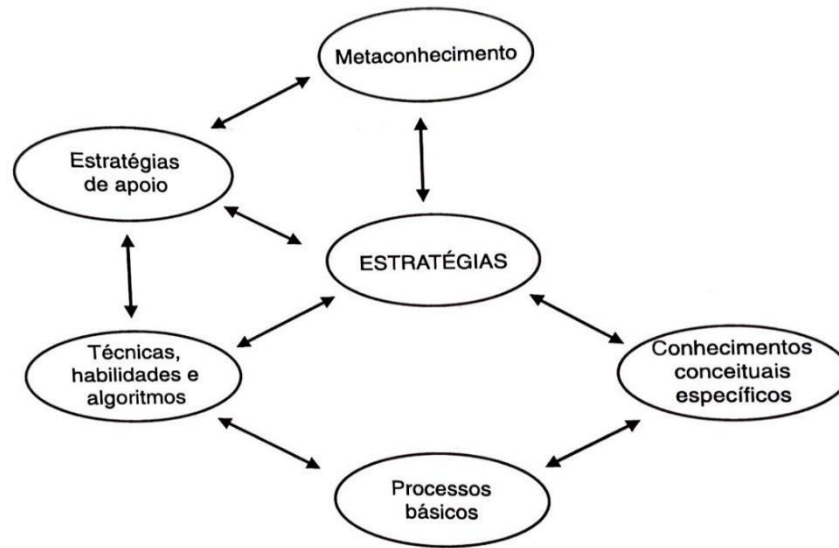 Metaconhecimento
Estratégias
de apoio
ESTRATÉGIAS
Técnicas,
habilidades e
algoritmos
Conhecimentos
conceituais
específicos
Processos
básicos